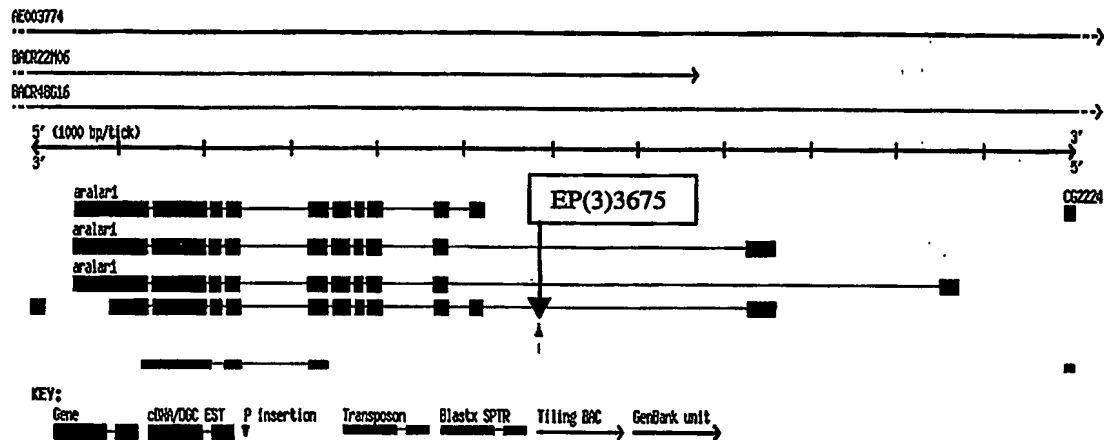 AE003774
BACR22M06
BACR48G16
5' (1000 bp/tick) 3'
3' 5'
aralar1 EP(3)3675 CG2224
aralar1
aralar1
KEY:
Gene cDNA/DGC EST P insertion Transposon Blastx SPTR Tiling BAC GenBank unit